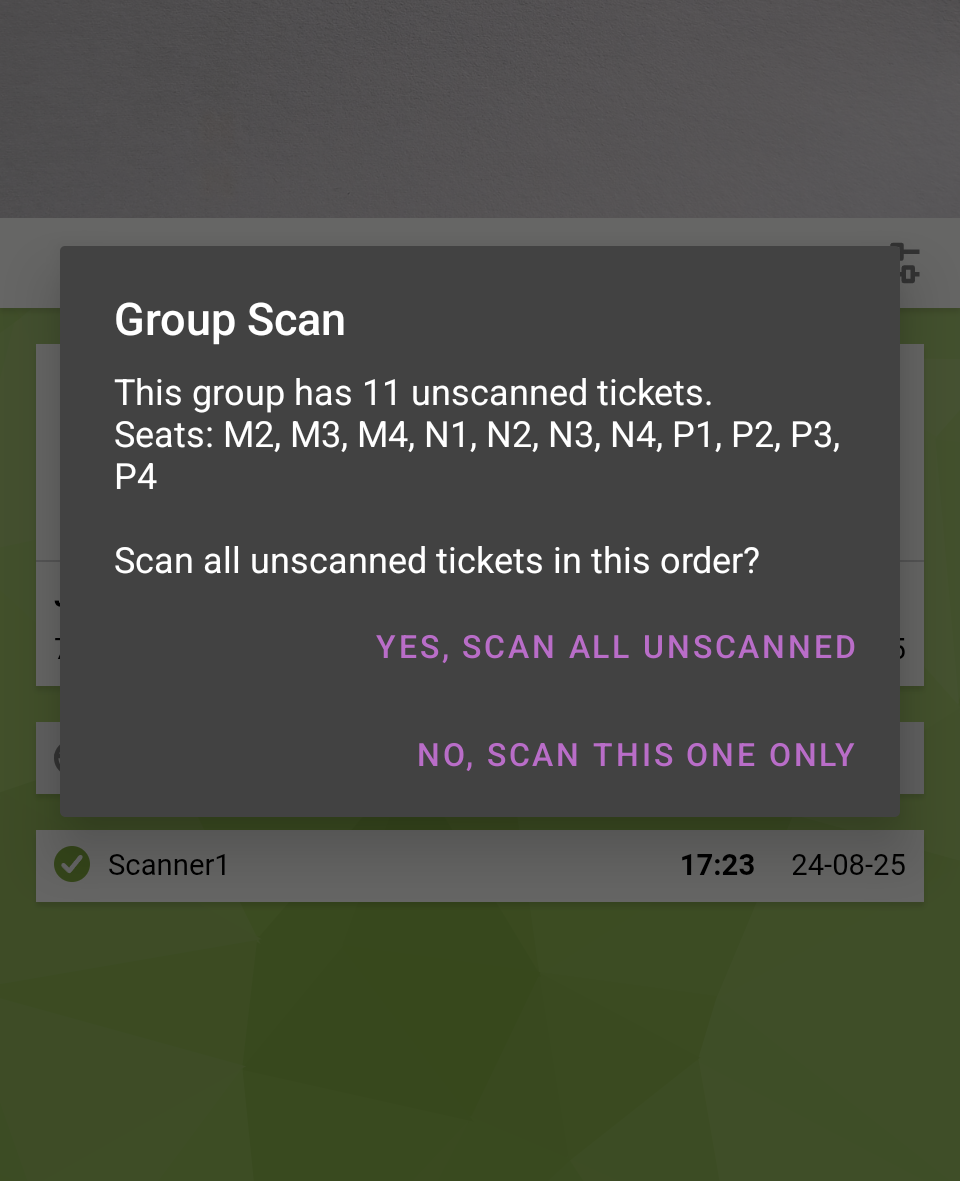 Group Scan
This group has 11 unscanned tickets.
Seats: M2, M3, M4, N1, N2, N3, N4, P1, P2, P3,
P4
Scan all unscanned tickets in this order?
YES, SCAN ALL UNSCANNED
NO, SCAN THIS ONE ONLY
Scanner1 17:23 24-08-25